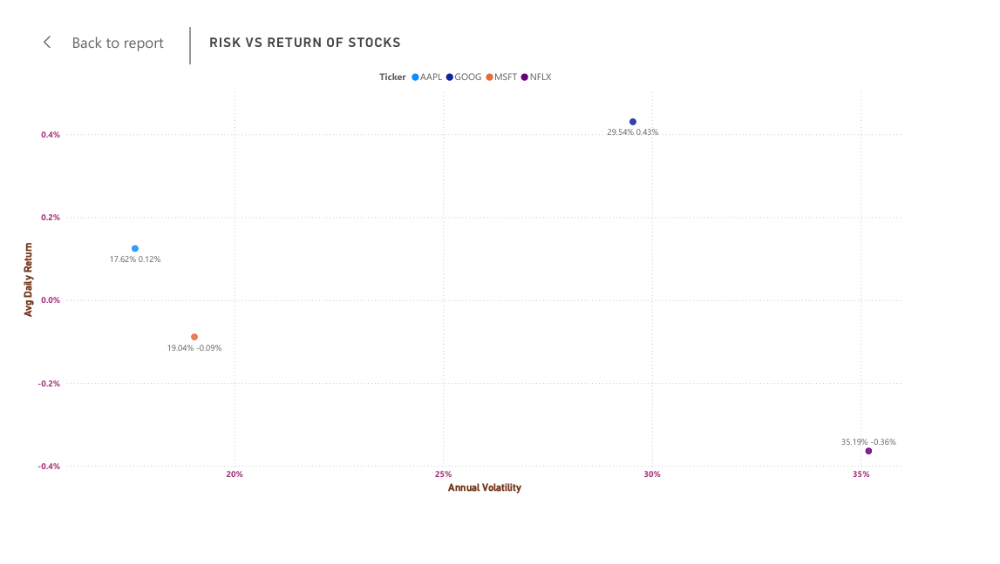 Back to report
RISK VS RETURN OF STOCKS
Ticker AAPL GOOG MSFT NFLX
0.4%
29.54% 0.43%
0.2%
17.62% 0.12%
Avg Daily Return
0.0%
19.04% -0.09%
-0.2%
35.19% -0.36%
-0.4%
20% 25% 30% 35%
Annual Volatility